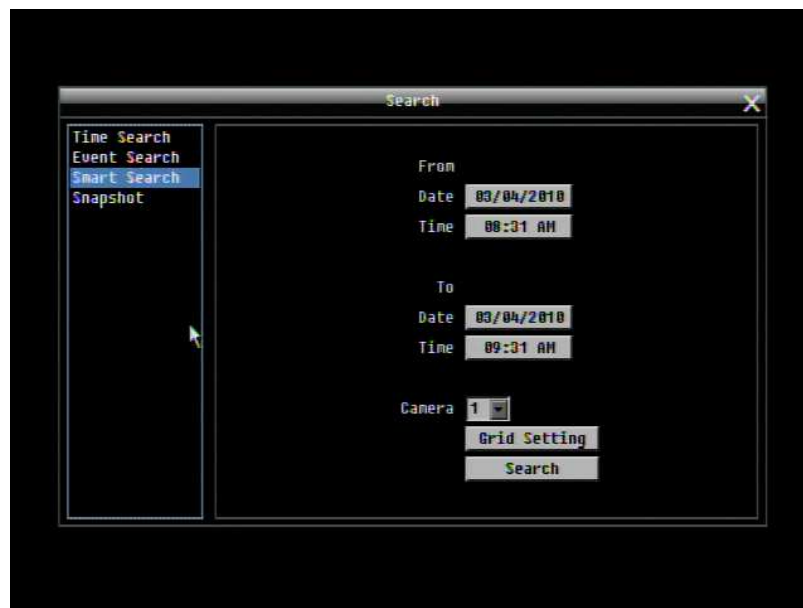 Search
X
Time Search
Event Search
Smart Search
Snapshot
From
Date 03/04/2010
Time 08:31 AM
To
Date 03/04/2010
Time 09:31 AM
Camera 1
Grid Setting
Search